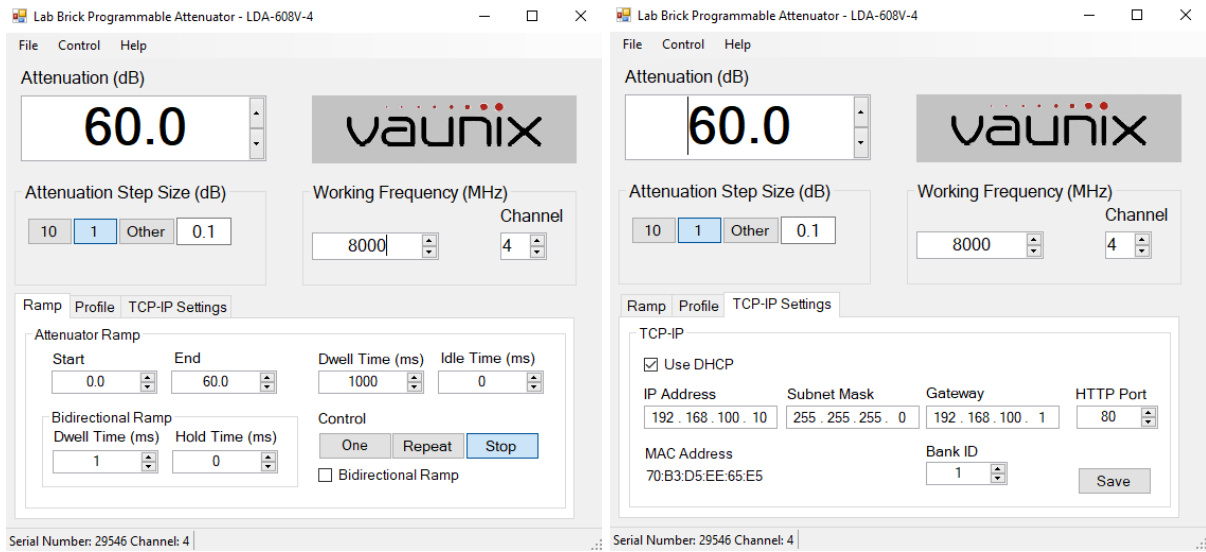 Lab Brick Programmable Attenuator - LDA-608V-4
File Control Help
Attenuation (dB)
60.0
vaunix
Attenuation Step Size (dB)
10 1 Other 0.1
Working Frequency (MHz)
Channel
8000 4
Ramp Profile TCP-IP Settings
Attenuator Ramp
Start End Dwell Time (ms) Idle Time (ms)
0.0 60.0 1000 0
Bidirectional Ramp
Dwell Time (ms) Hold Time (ms)
1 0
Control
One Repeat Stop
Bidirectional Ramp
Serial Number: 29546 Channel: 4
Lab Brick Programmable Attenuator - LDA-608V-4
File Control Help
Attenuation (dB)
60.0
vaunix
Attenuation Step Size (dB)
10 1 Other 0.1
Working Frequency (MHz)
Channel
8000 4
Ramp Profile TCP-IP Settings
TCP-IP
Use DHCP
IP Address Subnet Mask Gateway HTTP Port
192 . 168 . 100 . 10 255 . 255 . 255 . 0 192 . 168 . 100 . 1 80
MAC Address Bank ID
70:B3:D5:EE:65:E5 1 Save
Serial Number: 29546 Channel: 4